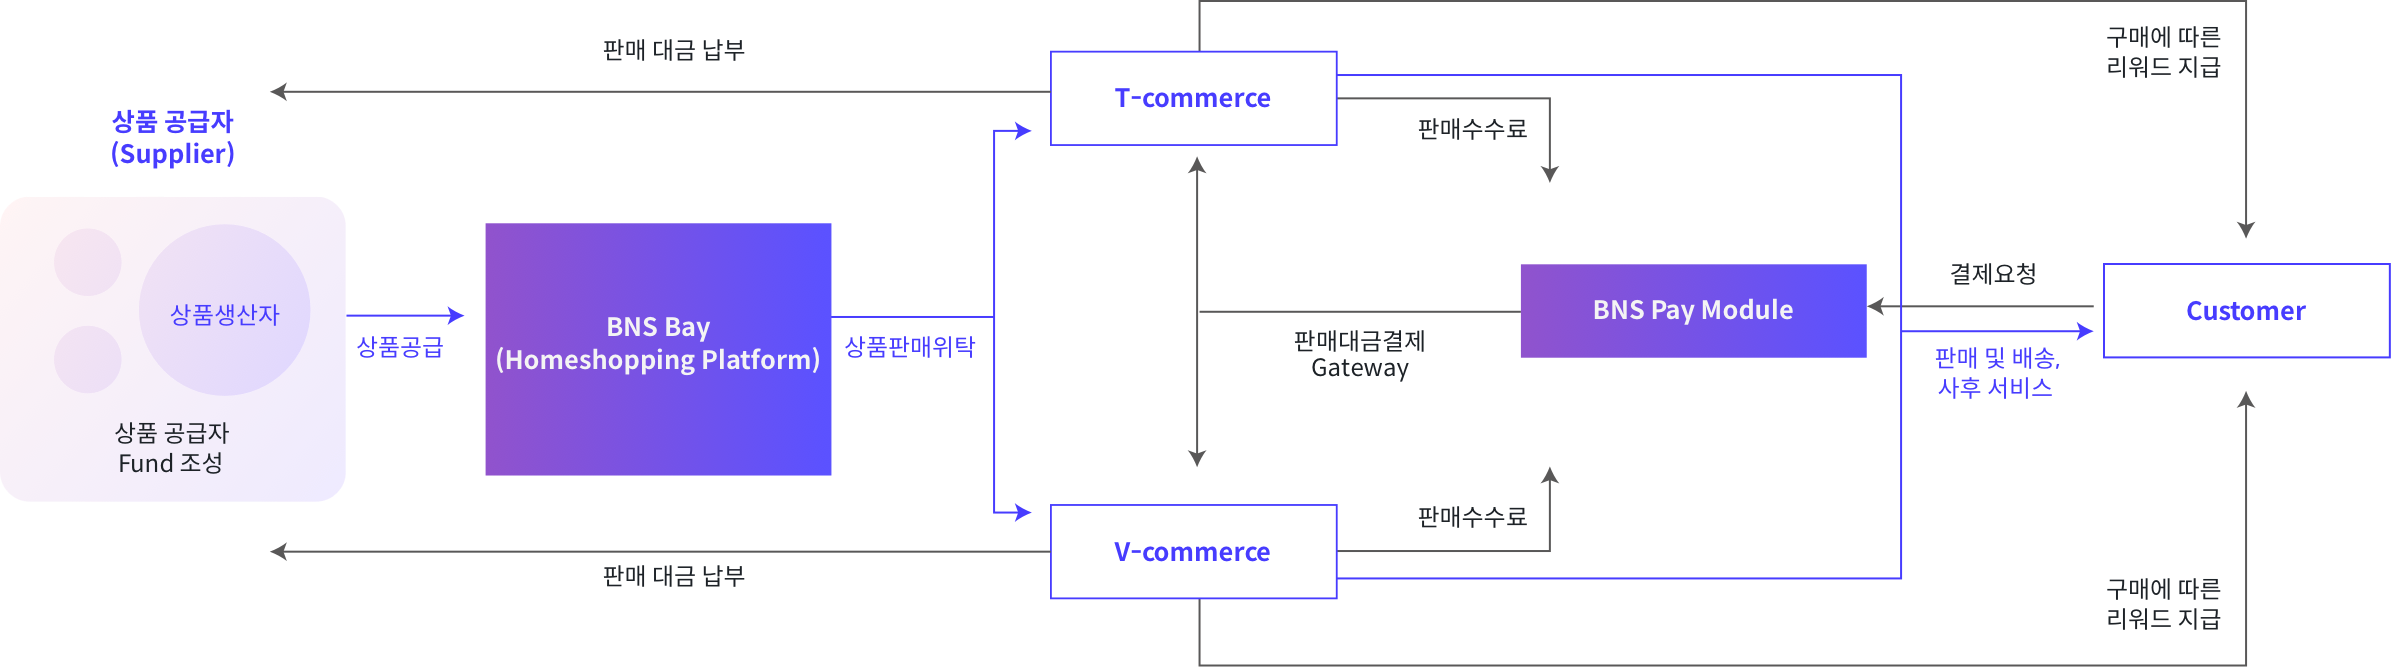 판매 대금 납부
상품 공급자
(Supplier)
상품생산자
상품 공급자
Fund 조성
상품공급
BNS Bay
(Homeshopping Platform)
상품판매위탁
판매 대금 납부
T-commerce
판매수수료
판매대금결제
Gateway
BNS Pay Module
V-commerce
판매수수료
구매에 따른
리워드 지급
결제요청
Customer
판매 및 배송,
사후 서비스
구매에 따른
리워드 지급